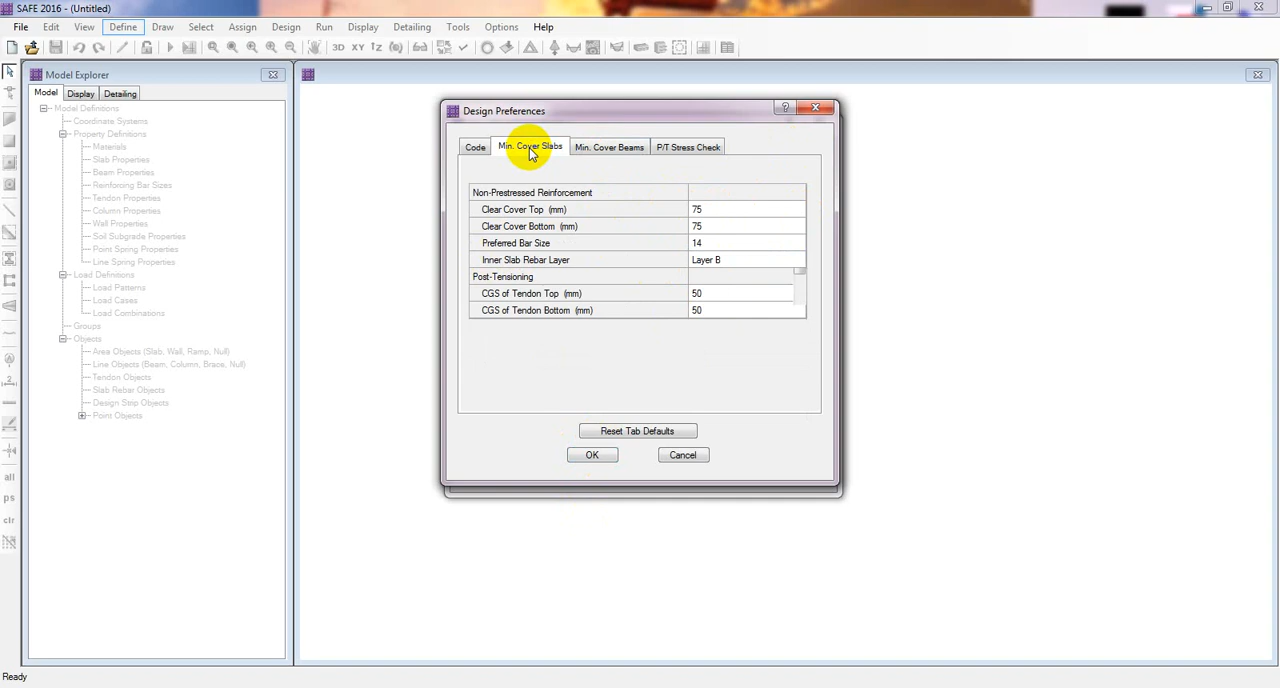 SAFE 2016 - (Untitled)
File Edit View Define Draw Select Assign Design Run Display Detailing Tools Options Help
3D XY
Model Explorer
Model Display Detailing
Model Definitions
Coordinate Systems
Property Definitions
Materials
Slab Properties
Beam Properties
Reinforcing Bar Sizes
Tendon Properties
Column Properties
Wall Properties
Soil Subgrade Properties
Point Spring Properties
Line Spring Properties
Load Definitions
Load Patterns
Load Cases
Load Combinations
Groups
Objects
Area Objects (Slab, Wall, Ramp, Null)
Line Objects (Beam, Column, Brace, Null)
Tendon Objects
Slab Rebar Objects
Design Strip Objects
Point Objects
all
ps
clr
Design Preferences
Code Min. Cover Slabs Min. Cover Beams P/T Stress Check
Non-Prestressed Reinforcement
Clear Cover Top (mm) 75
Clear Cover Bottom (mm) 75
Preferred Bar Size 14
Inner Slab Rebar Layer Layer B
Post-Tensioning
CGS of Tendon Top (mm) 50
CGS of Tendon Bottom (mm) 50
Reset Tab Defaults
OK Cancel
Ready